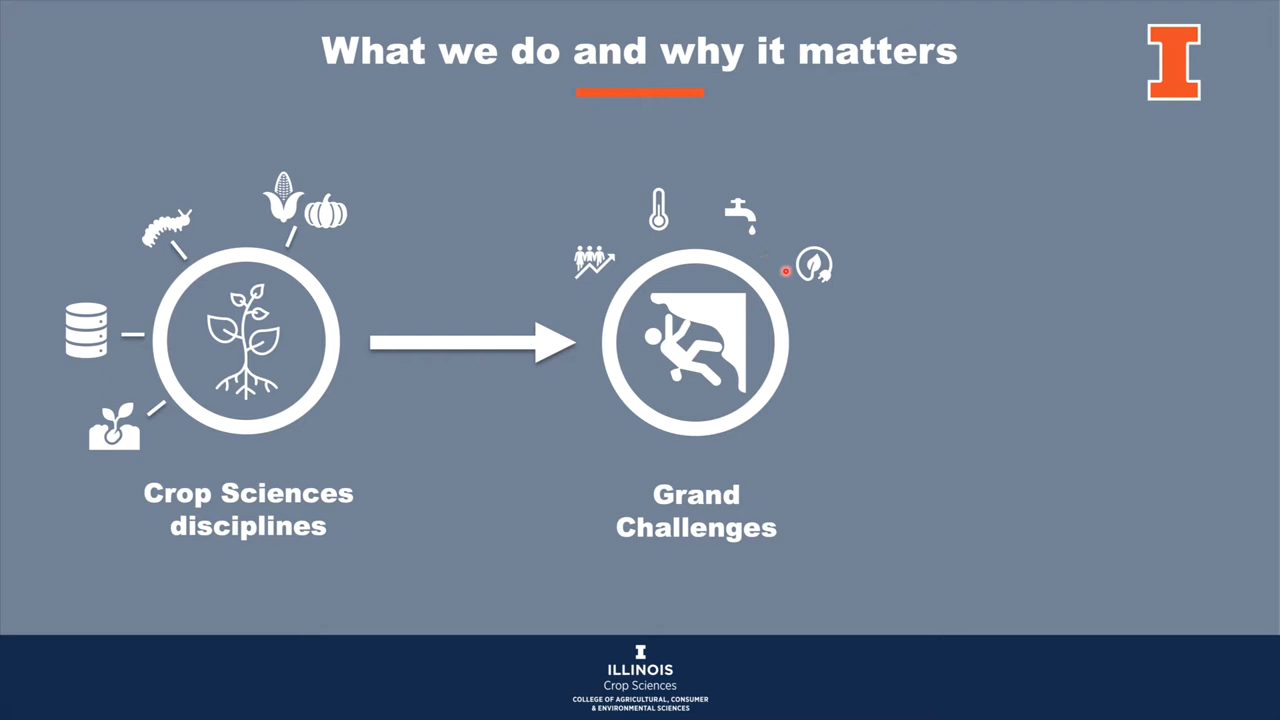 What we do and why it matters
I
Crop Sciences
disciplines
Grand
Challenges
I
ILLINOIS
Crop Sciences
COLLEGE OF AGRICULTURAL, CONSUMER
& ENVIRONMENTAL SCIENCES